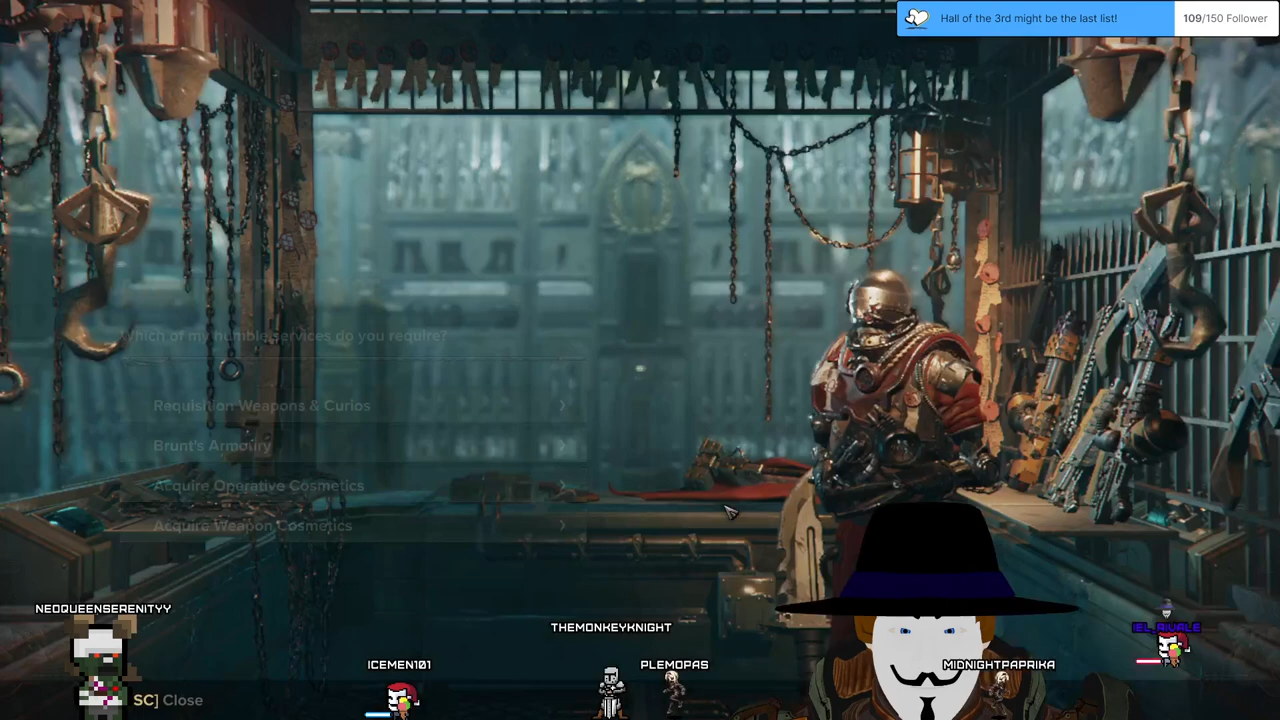 Hall of the 3rd might be the last list!
109/150 Follower
Which of my humble services do you require?
Requisition Weapons & Curios
Brunt's Armoury
Acquire Operative Cosmetics
Acquire Weapon Cosmetics
NEOQUEENSERENITYY
THEMONKEYKNIGHT
IEL_RIVALE
ICEMEN101
PLEMOPAS
MIDNIGHTPAPRIKA
SC] Close